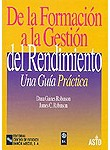 De la Formación
a la Gestión
del Rendimiento
Una Guía Práctica
Dana Gaines Robinson
James C. Robinson
ASTD